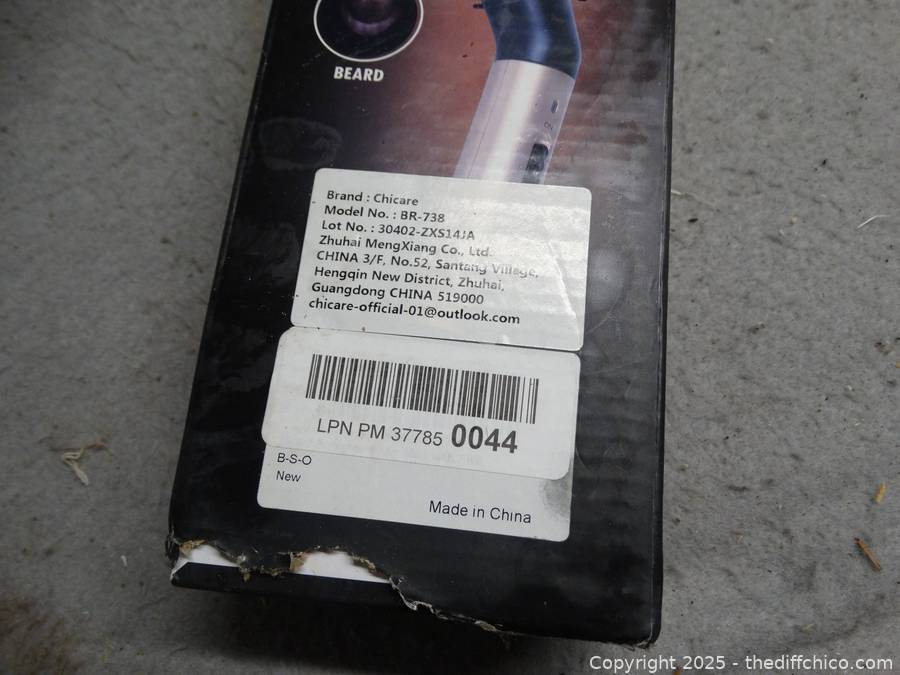 BEARD
Brand : Chicare
Model No. : BR-738
Lot No. : 30402-ZXS14JA
Zhuhai MengXiang Co., Ltd.
CHINA 3/F, No.52, Santang Village,
Hengqin New District, Zhuhai,
Guangdong CHINA 519000
chicare-official-01@outlook.com
LPN PM 37785 0044
B-S-O
New
Made in China
Copyright 2025 - thediffchico.com